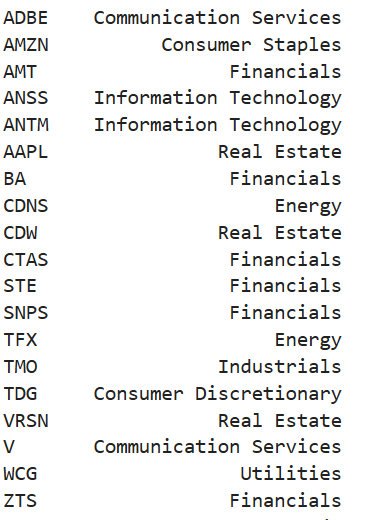 ADBE Communication Services
AMZN Consumer Staples
AMT Financials
ANSS Information Technology
ANTM Information Technology
AAPL Real Estate
BA Financials
CDNS Energy
CDW Real Estate
CTAS Financials
STE Financials
SNPS Financials
TFX Energy
TMO Industrials
TDG Consumer Discretionary
VRSN Real Estate
V Communication Services
WCG Utilities
ZTS Financials